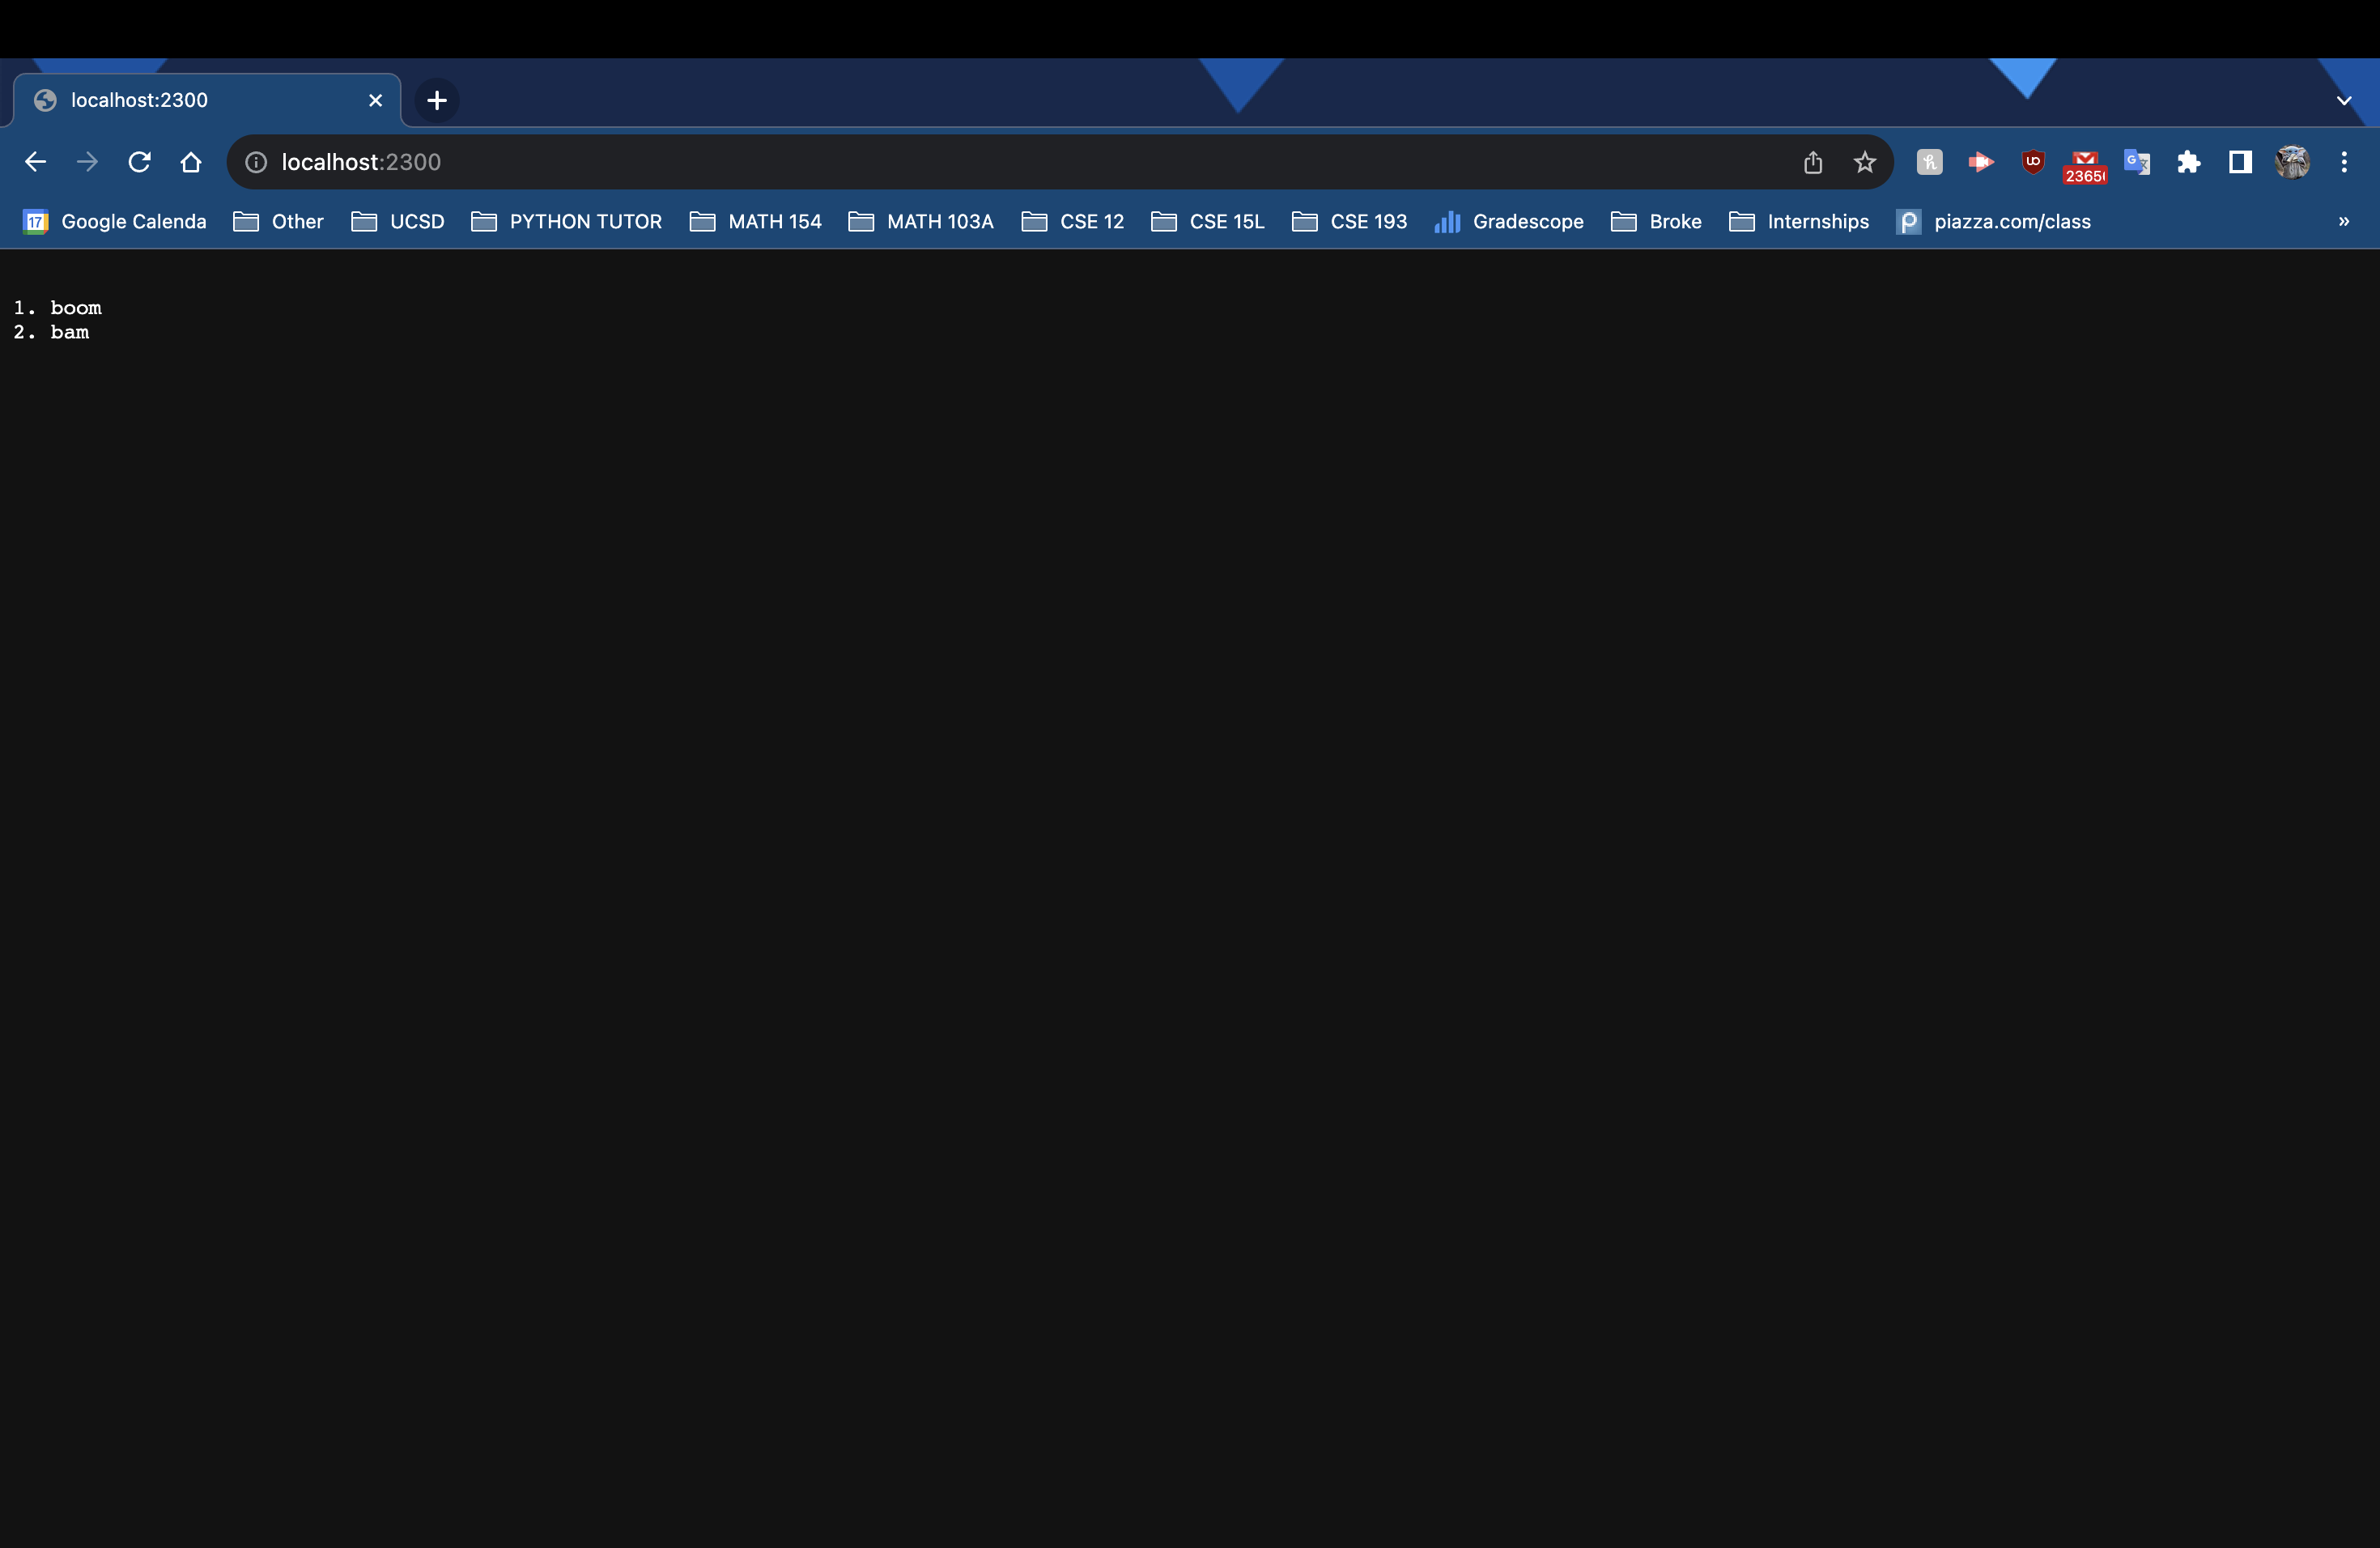 localhost:2300
localhost:2300
23650
17 Google Calenda Other UCSD PYTHON TUTOR MATH 154 MATH 103A CSE 12 CSE 15L CSE 193 Gradescope Broke Internships piazza.com/class »
1. boom
2. bam